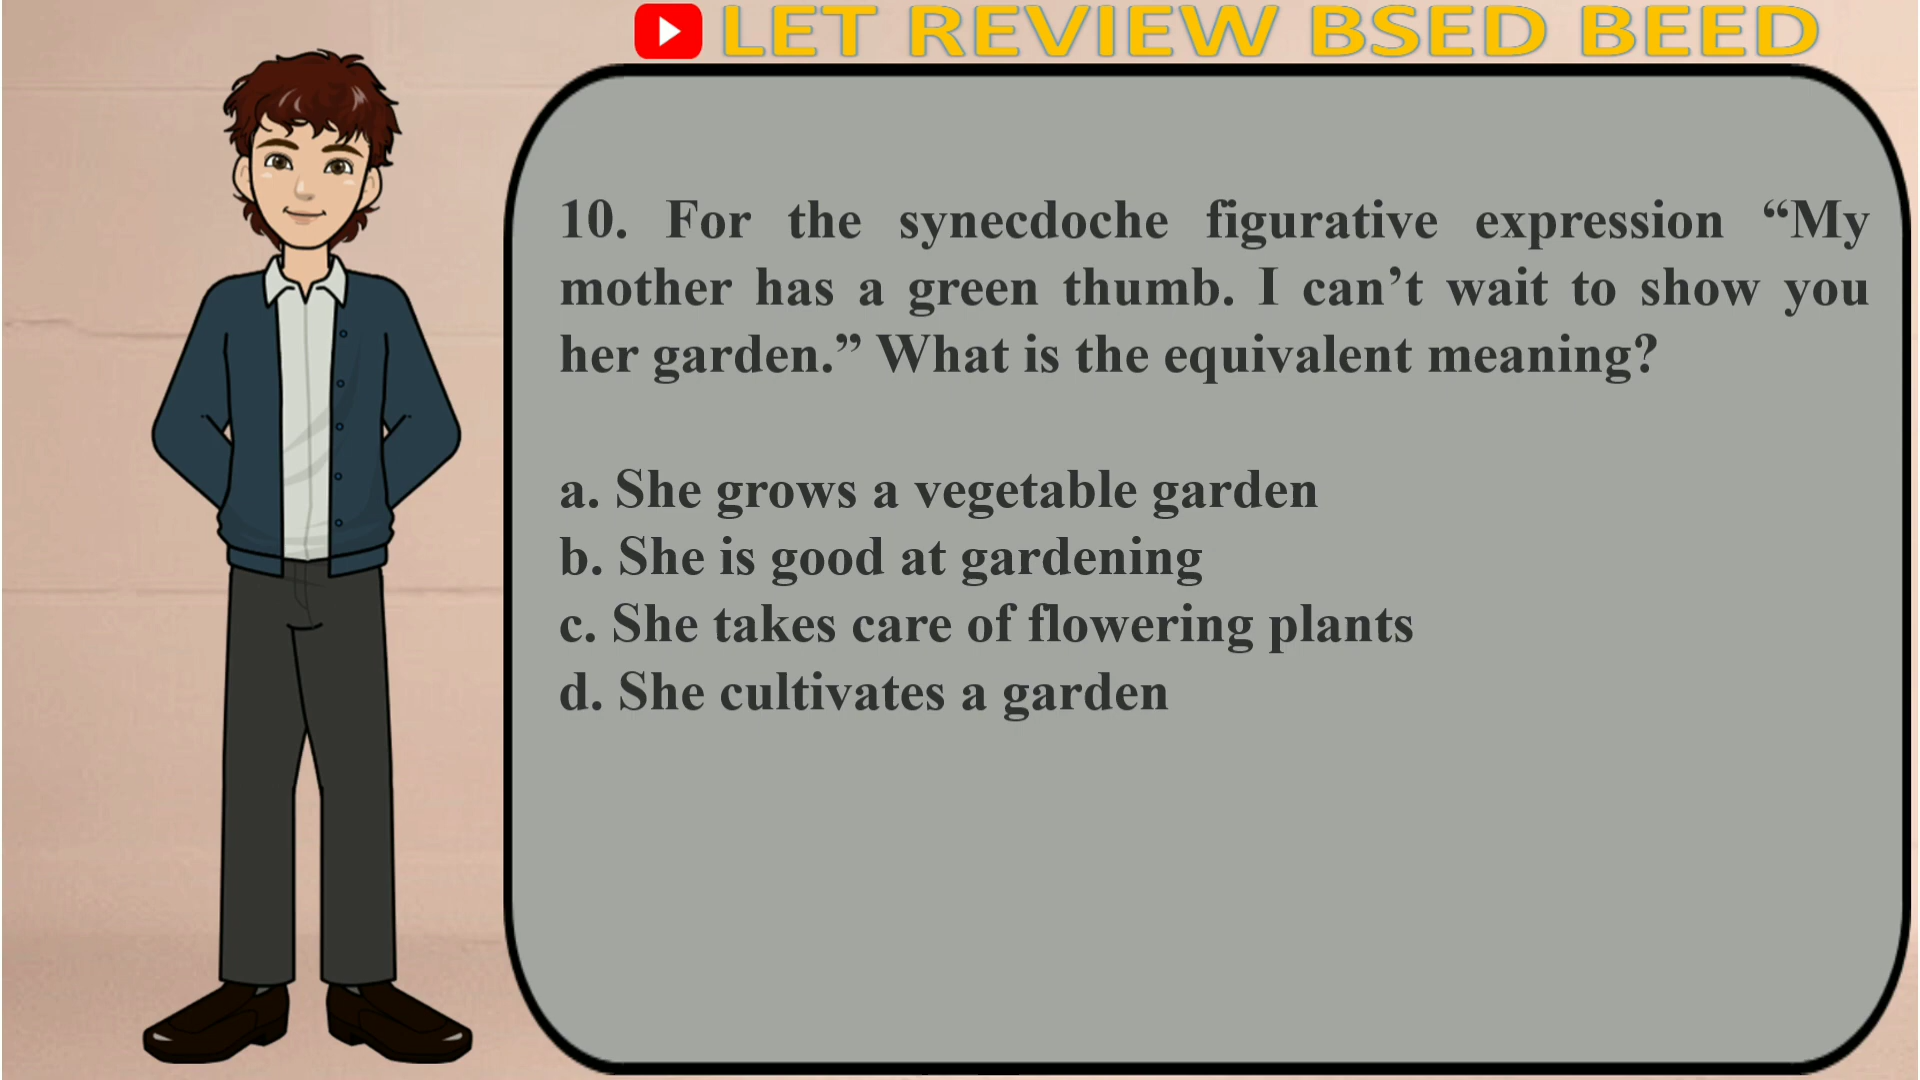 LET REVIEW BSED BEED
10. For the synecdoche figurative expression “My
mother has a green thumb. I can’t wait to show you
her garden.” What is the equivalent meaning?
a. She grows a vegetable garden
b. She is good at gardening
c. She takes care of flowering plants
d. She cultivates a garden